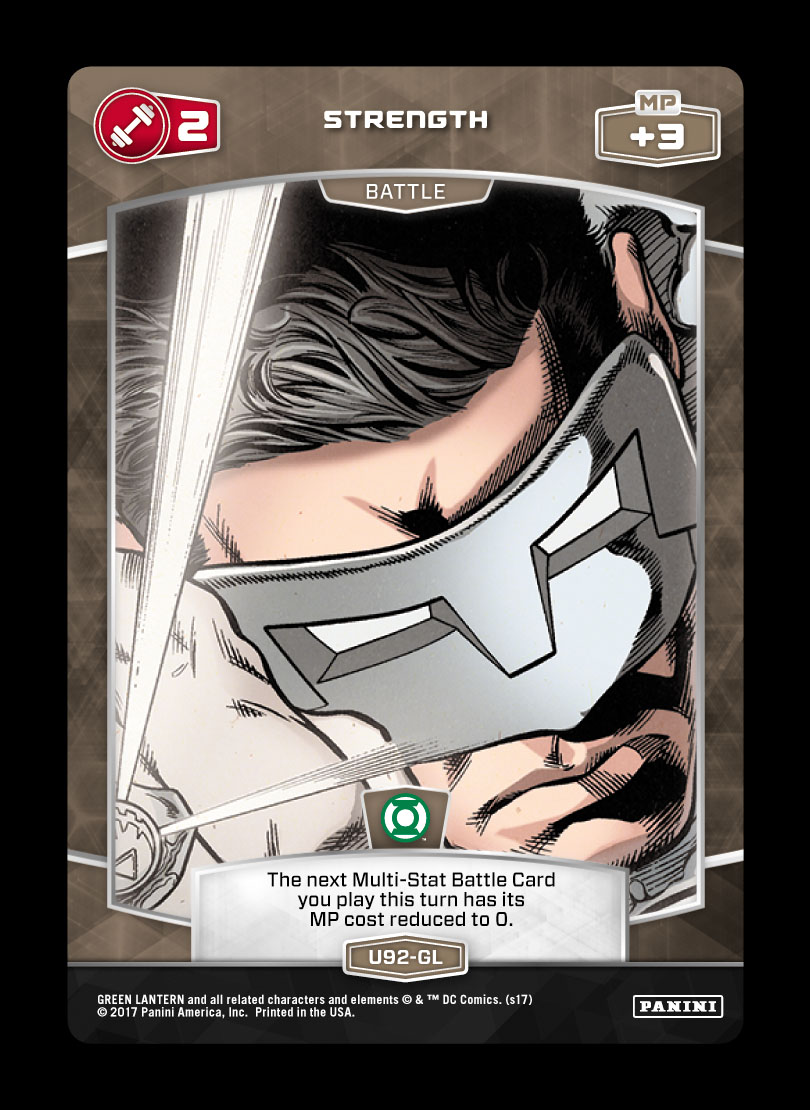 2
STRENGTH
MP
+3
BATTLE
The next Multi-Stat Battle Card
you play this turn has its
MP cost reduced to 0.
U92-GL
GREEN LANTERN and all related characters and elements © & ™ DC Comics. (s17)
© 2017 Panini America, Inc. Printed in the USA.
PANINI